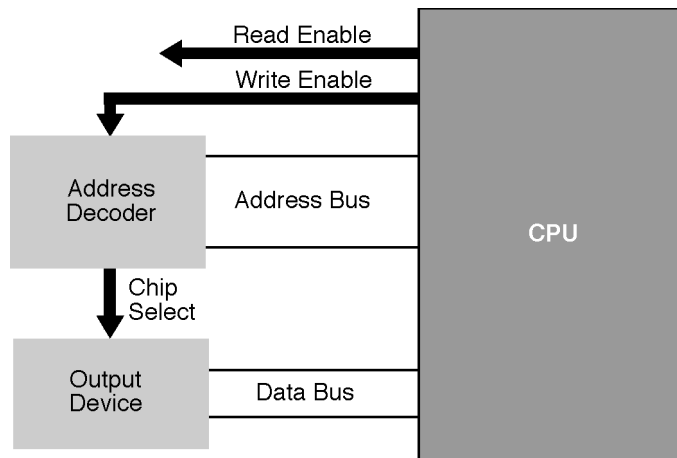 Read Enable
Write Enable
Address
Decoder
Address Bus
CPU
Chip
Select
Output
Device
Data Bus